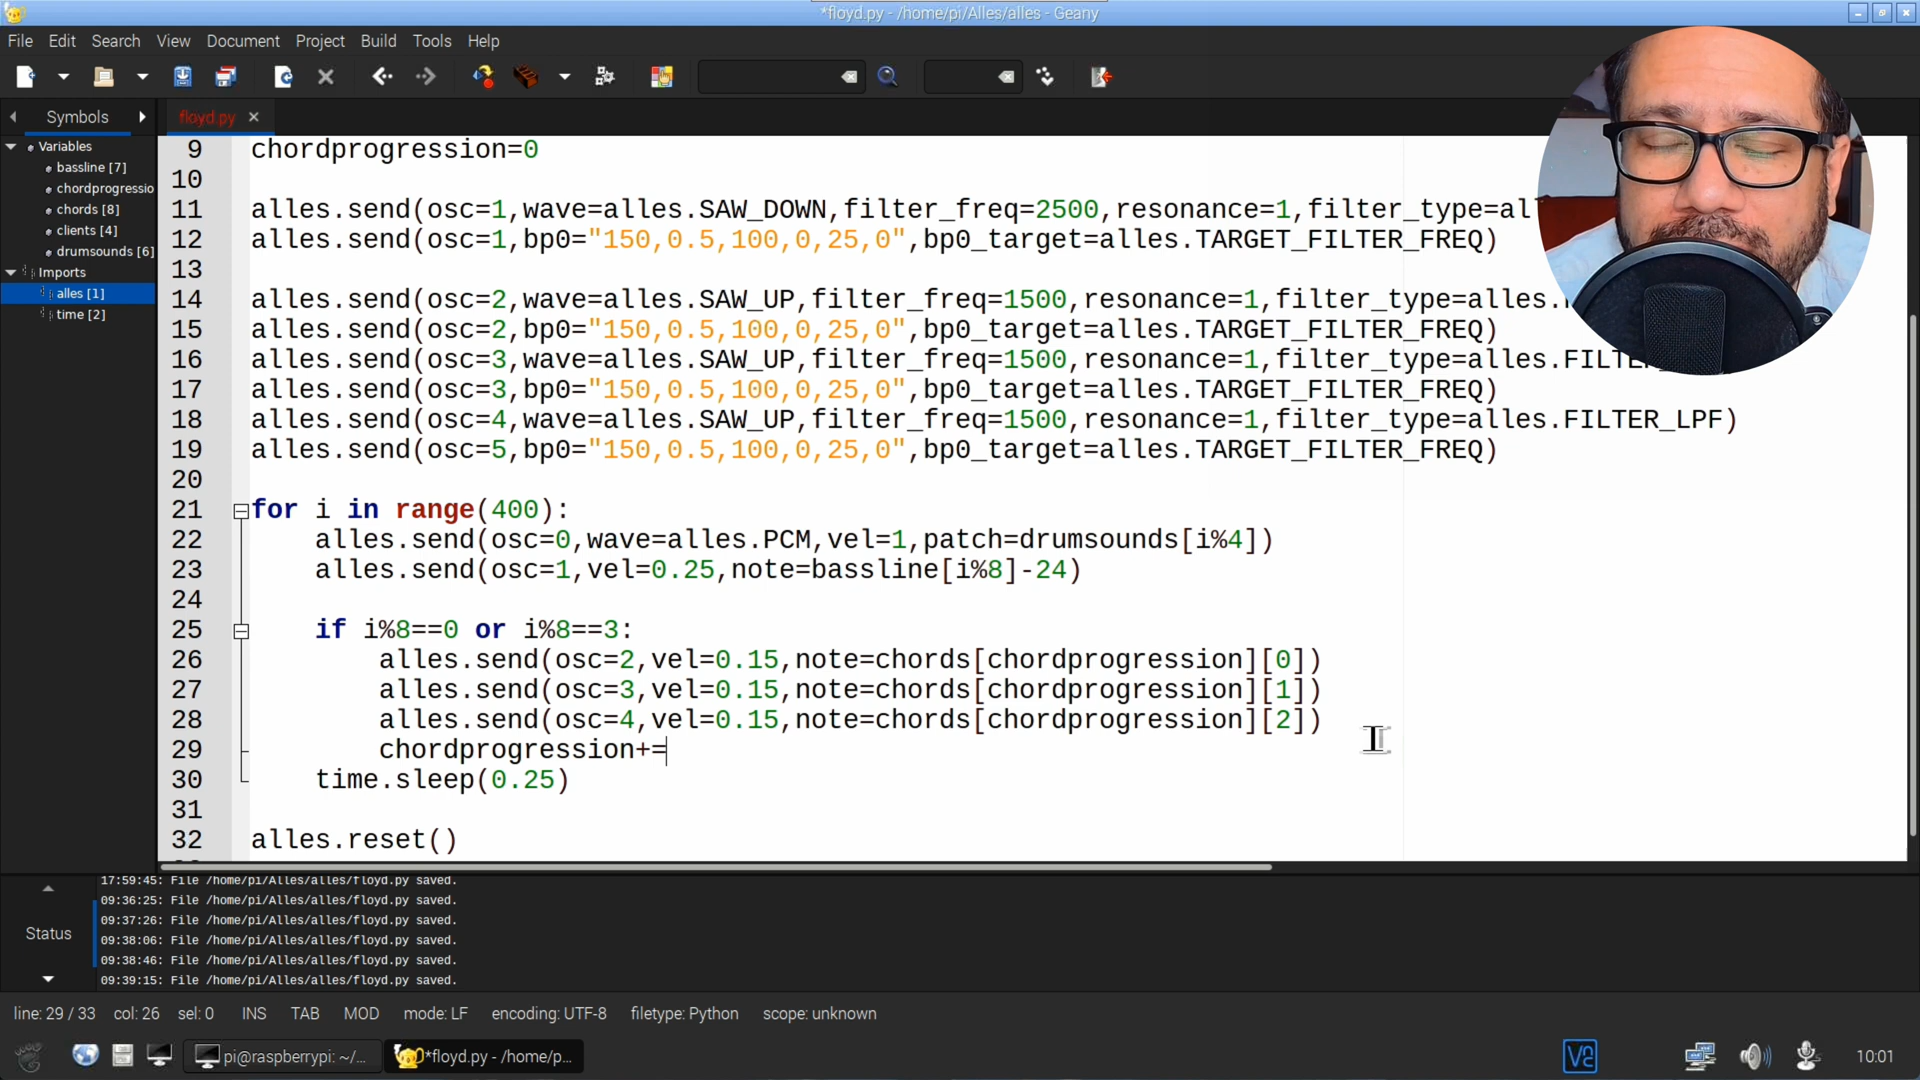 *floyd.py - /home/pi/Alles/alles - Geany
File Edit Search View Document Project Build Tools Help
Symbols
floyd.py
Variables
bassline [7]
chordprogressio
chords [8]
clients [4]
drumsounds [6]
Imports
alles [1]
time [2]
9 chordprogression=0
10
11 alles.send(osc=1,wave=alles.SAW_DOWN,filter_freq=2500,resonance=1,filter_type=all
12 alles.send(osc=1,bp0="150,0.5,100,0,25,0",bp0_target=alles.TARGET_FILTER_FREQ)
13
14 alles.send(osc=2,wave=alles.SAW_UP,filter_freq=1500,resonance=1,filter_type=alles.
15 alles.send(osc=2,bp0="150,0.5,100,0,25,0",bp0_target=alles.TARGET_FILTER_FREQ)
16 alles.send(osc=3,wave=alles.SAW_UP,filter_freq=1500,resonance=1,filter_type=alles.FILTE
17 alles.send(osc=3,bp0="150,0.5,100,0,25,0",bp0_target=alles.TARGET_FILTER_FREQ)
18 alles.send(osc=4,wave=alles.SAW_UP,filter_freq=1500,resonance=1,filter_type=alles.FILTER_LPF)
19 alles.send(osc=5,bp0="150,0.5,100,0,25,0",bp0_target=alles.TARGET_FILTER_FREQ)
20
21 for i in range(400):
22 alles.send(osc=0,wave=alles.PCM,vel=1,patch=drumsounds[i%4])
23 alles.send(osc=1,vel=0.25,note=bassline[i%8]-24)
24
25 if i%8==0 or i%8==3:
26 alles.send(osc=2,vel=0.15,note=chords[chordprogression][0])
27 alles.send(osc=3,vel=0.15,note=chords[chordprogression][1])
28 alles.send(osc=4,vel=0.15,note=chords[chordprogression][2])
29 chordprogression+=
30 time.sleep(0.25)
31
32 alles.reset()
Status
17:59:45: File /home/pi/Alles/alles/floyd.py saved.
09:36:25: File /home/pi/Alles/alles/floyd.py saved.
09:37:26: File /home/pi/Alles/alles/floyd.py saved.
09:38:06: File /home/pi/Alles/alles/floyd.py saved.
09:38:46: File /home/pi/Alles/alles/floyd.py saved.
09:39:15: File /home/pi/Alles/alles/floyd.py saved.
line: 29 / 33 col: 26 sel: 0 INS TAB MOD mode: LF encoding: UTF-8 filetype: Python scope: unknown
pi@raspberrypi: ~/... *floyd.py - /home/p... 10:01